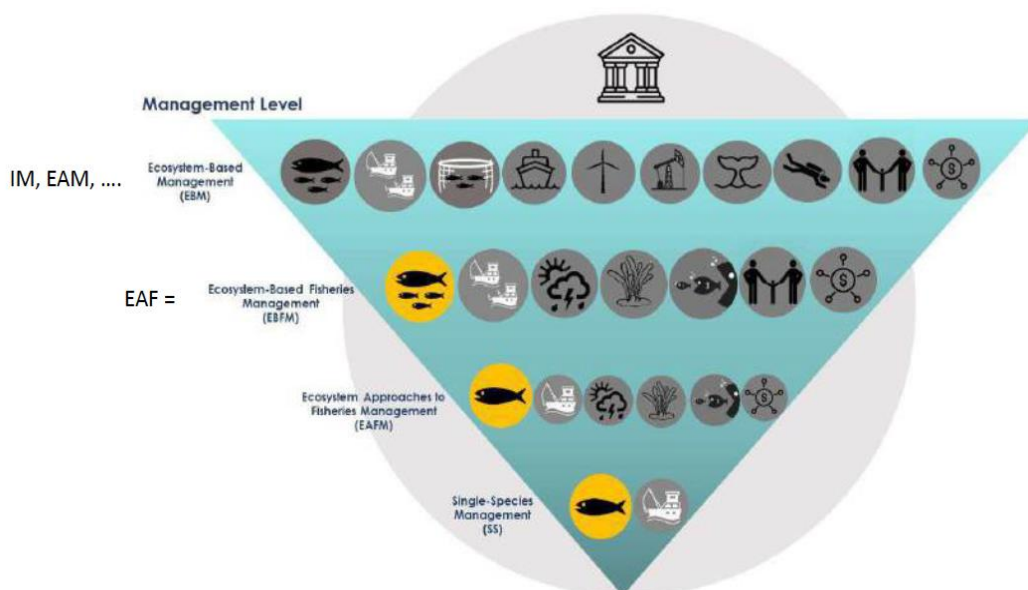 Management Level
IM, EAM, ....
Ecosystem-Based
Management
(EBM)
$
EAF =
Ecosystem-Based Fisheries
Management
(EBFM)
$
Ecosystem Approaches to
Fisheries Management
(EAFM)
$
Single-Species
Management
(SS)